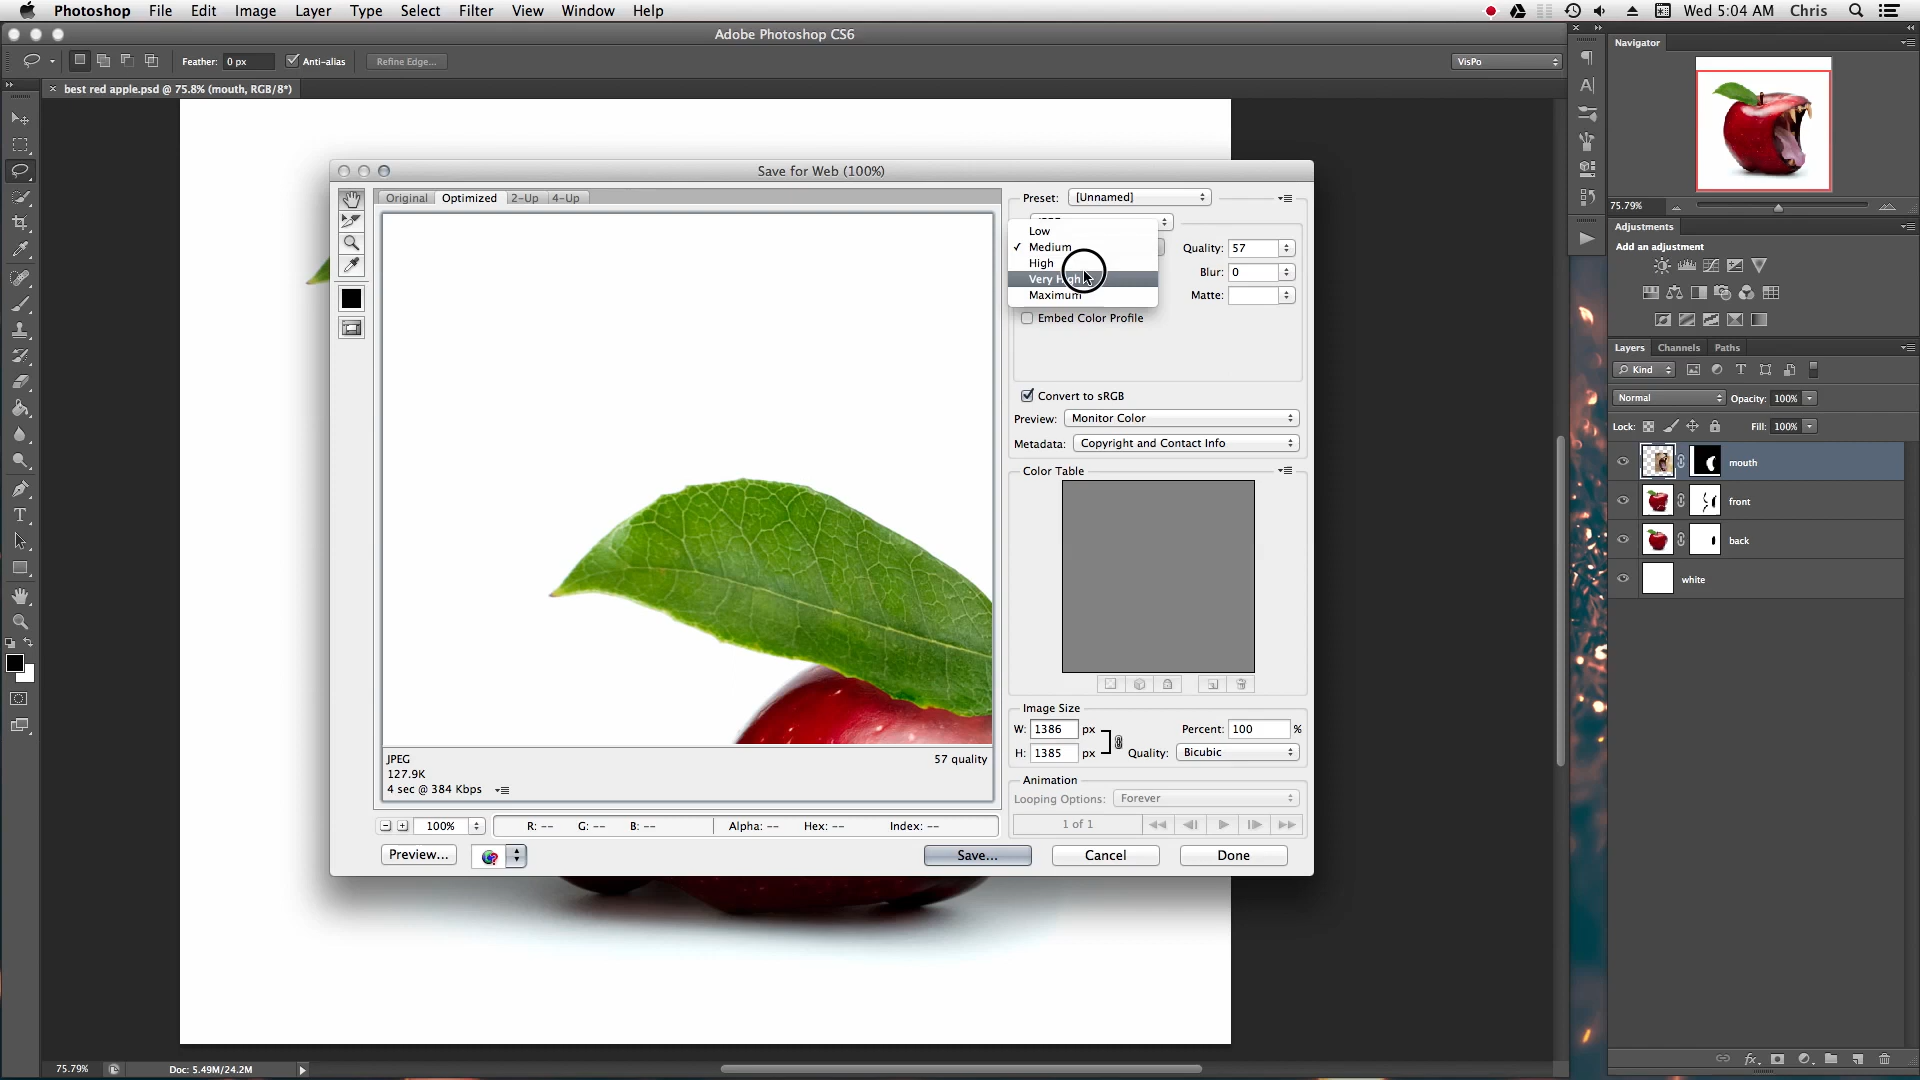 Photoshop File Edit Image Layer Type Select Filter View Window Help
Wed 5:04 AM Chris
Adobe Photoshop CS6
Feather: 0 px Anti-alias Refine Edge...
VisPo
best red apple.psd @ 75.8% (mouth, RGB/8*)
Navigator
75.79%
Adjustments
Add an adjustment
Layers Channels Paths
Kind
Normal Opacity: 100%
Lock: Fill: 100%
mouth
front
back
white
Save for Web (100%)
Original Optimized 2-Up 4-Up
Preset: [Unnamed]
Low
Medium
High
Very High
Maximum
Quality: 57
Blur: 0
Matte:
Embed Color Profile
Convert to sRGB
Preview: Monitor Color
Metadata: Copyright and Contact Info
Color Table
Image Size
W: 1386 px Percent: 100 %
H: 1385 px Quality: Bicubic
Animation
Looping Options: Forever
1 of 1
JPEG 57 quality
127.9K
4 sec @ 384 Kbps
100% R: -- G: -- B: -- Alpha: -- Hex: -- Index: --
Preview... Save... Cancel Done
75.79% Doc: 5.49M/24.2M